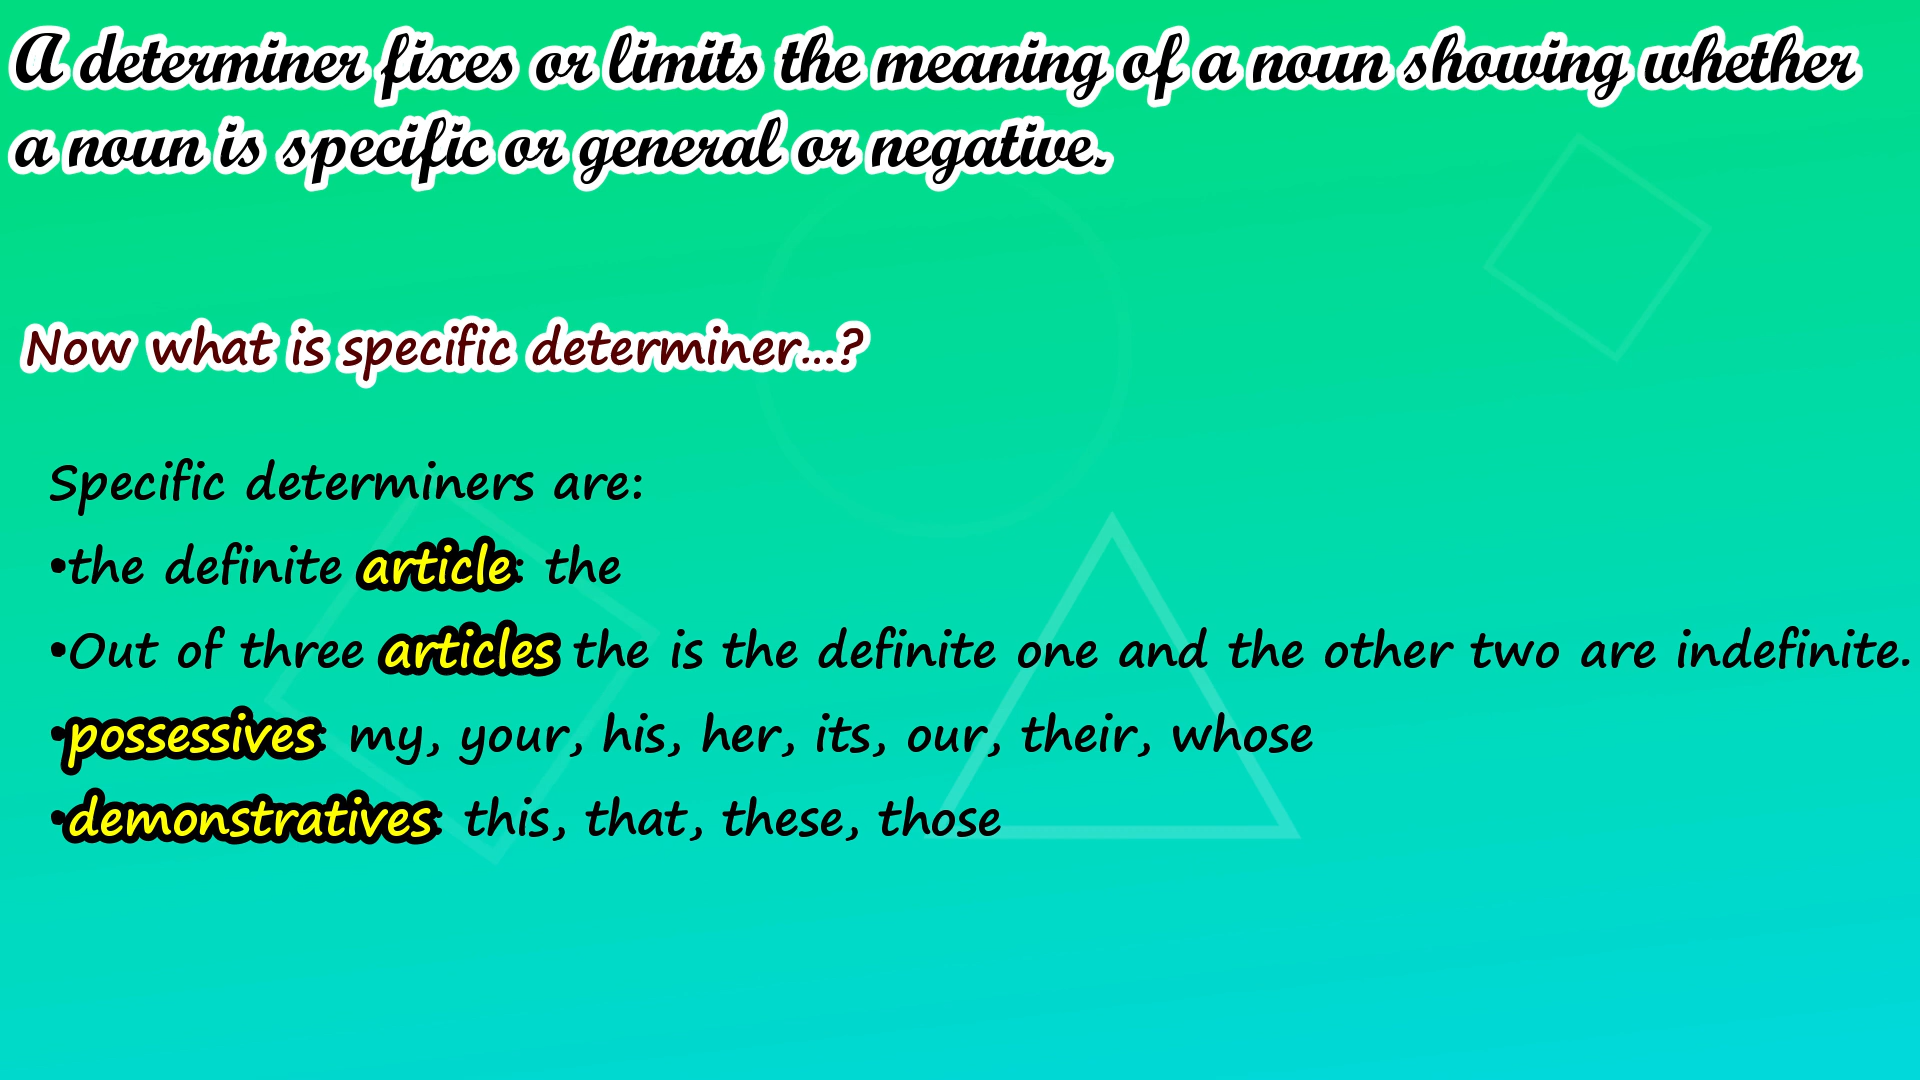 A determiner fixes or limits the meaning of a noun showing whether
a noun is specific or general or negative.
Now what is specific determiner...?
Specific determiners are:
•the definite article: the
•Out of three articles the is the definite one and the other two are indefinite.
•possessives: my, your, his, her, its, our, their, whose
•demonstratives: this, that, these, those